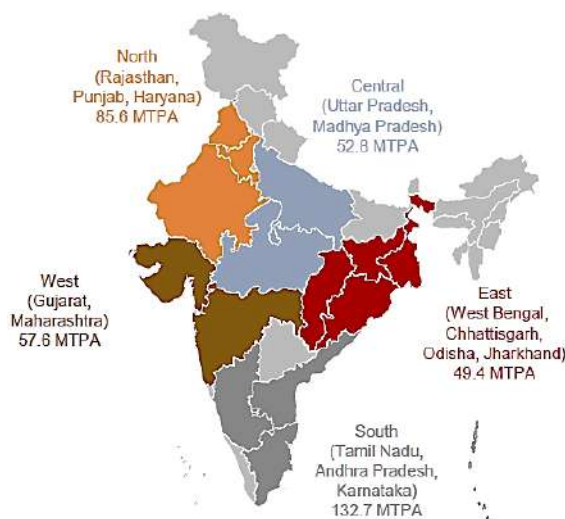 North
(Rajasthan,
Punjab, Haryana)
85.6 MTPA
Central
(Uttar Pradesh,
Madhya Pradesh)
52.8 MTPA
West
(Gujarat,
Maharashtra)
57.6 MTPA
East
(West Bengal,
Chhattisgarh,
Odisha, Jharkhand)
49.4 MTPA
South
(Tamil Nadu,
Andhra Pradesh,
Karnataka)
132.7 MTPA